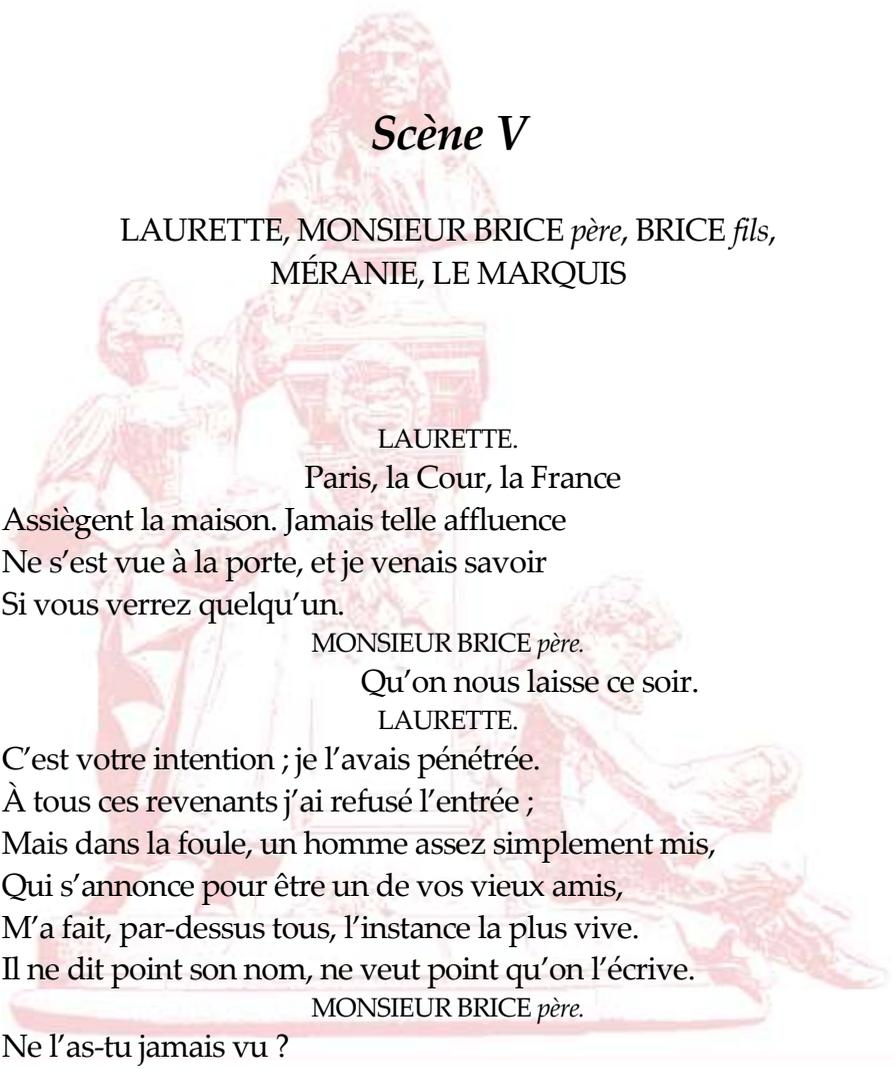 Scène V
LAURETTE, MONSIEUR BRICE père, BRICE fils,
MÉRANIE, LE MARQUIS
LAURETTE.
Paris, la Cour, la France
Assiègent la maison. Jamais telle affluence
Ne s’est vue à la porte, et je venais savoir
Si vous verrez quelqu’un.
MONSIEUR BRICE père.
Qu’on nous laisse ce soir.
LAURETTE.
C’est votre intention ; je l’avais pénétrée.
À tous ces revenants j’ai refusé l’entrée ;
Mais dans la foule, un homme assez simplement mis,
Qui s’annonce pour être un de vos vieux amis,
M’a fait, par-dessus tous, l’instance la plus vive.
Il ne dit point son nom, ne veut point qu’on l’écrive.
MONSIEUR BRICE père.
Ne l’as-tu jamais vu ?